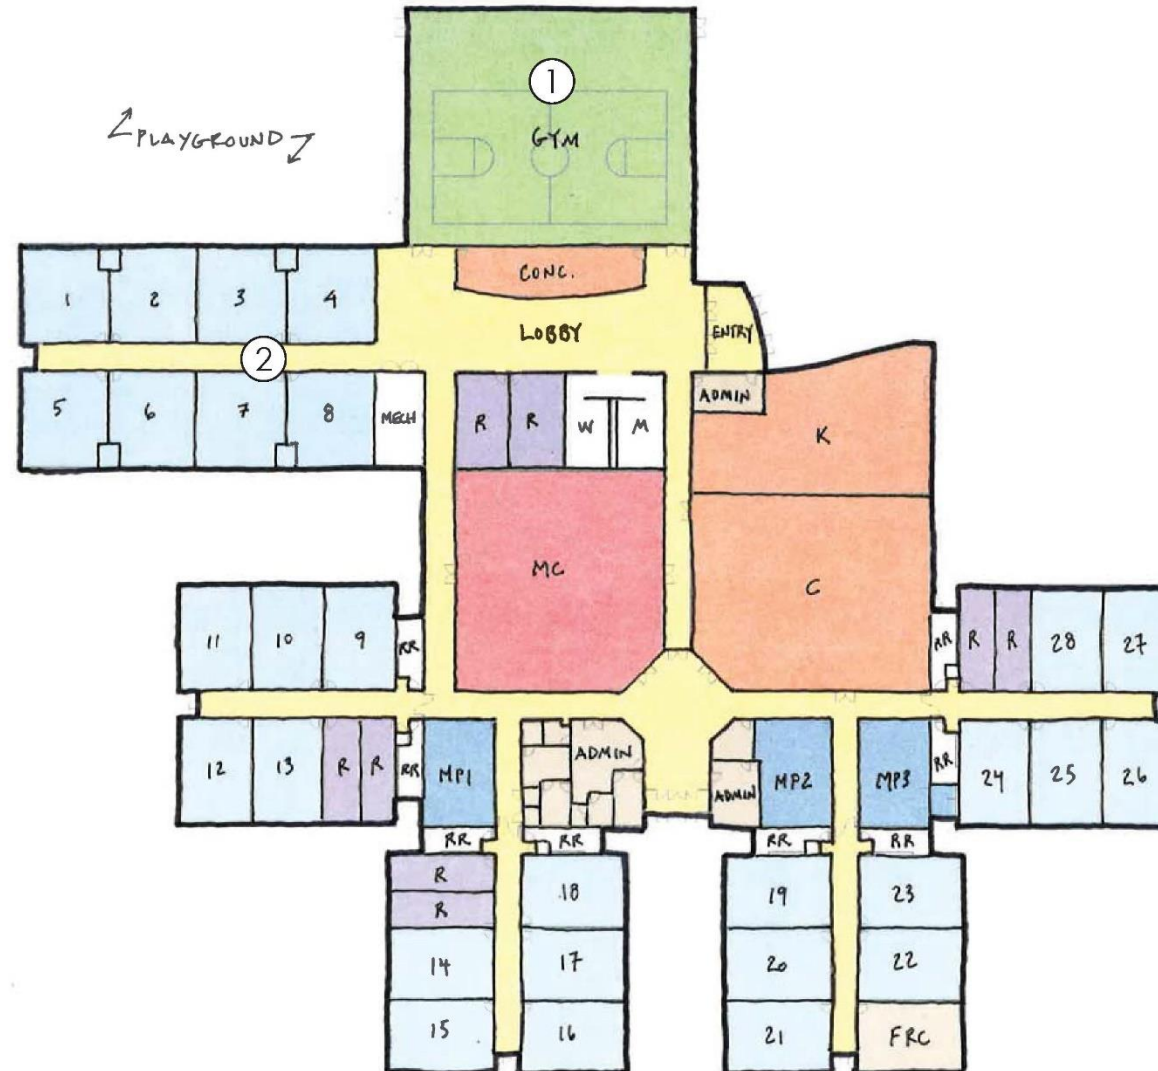 1
GYM
PLAYGROUND
CONC.
1 2 3 4
LOBBY
ENTRY
2
ADMIN
5 6 7 8 MECH
R R W M
K
MC
C
11 10 9 RR
RR R R 28 27
12 13 R R RR MP1
ADMIN
ADMIN
MP2 MP3 RR 24 25 26
RR RR RR RR
R
R
18 19 23
14 17 20 22
15 16 21 FRC